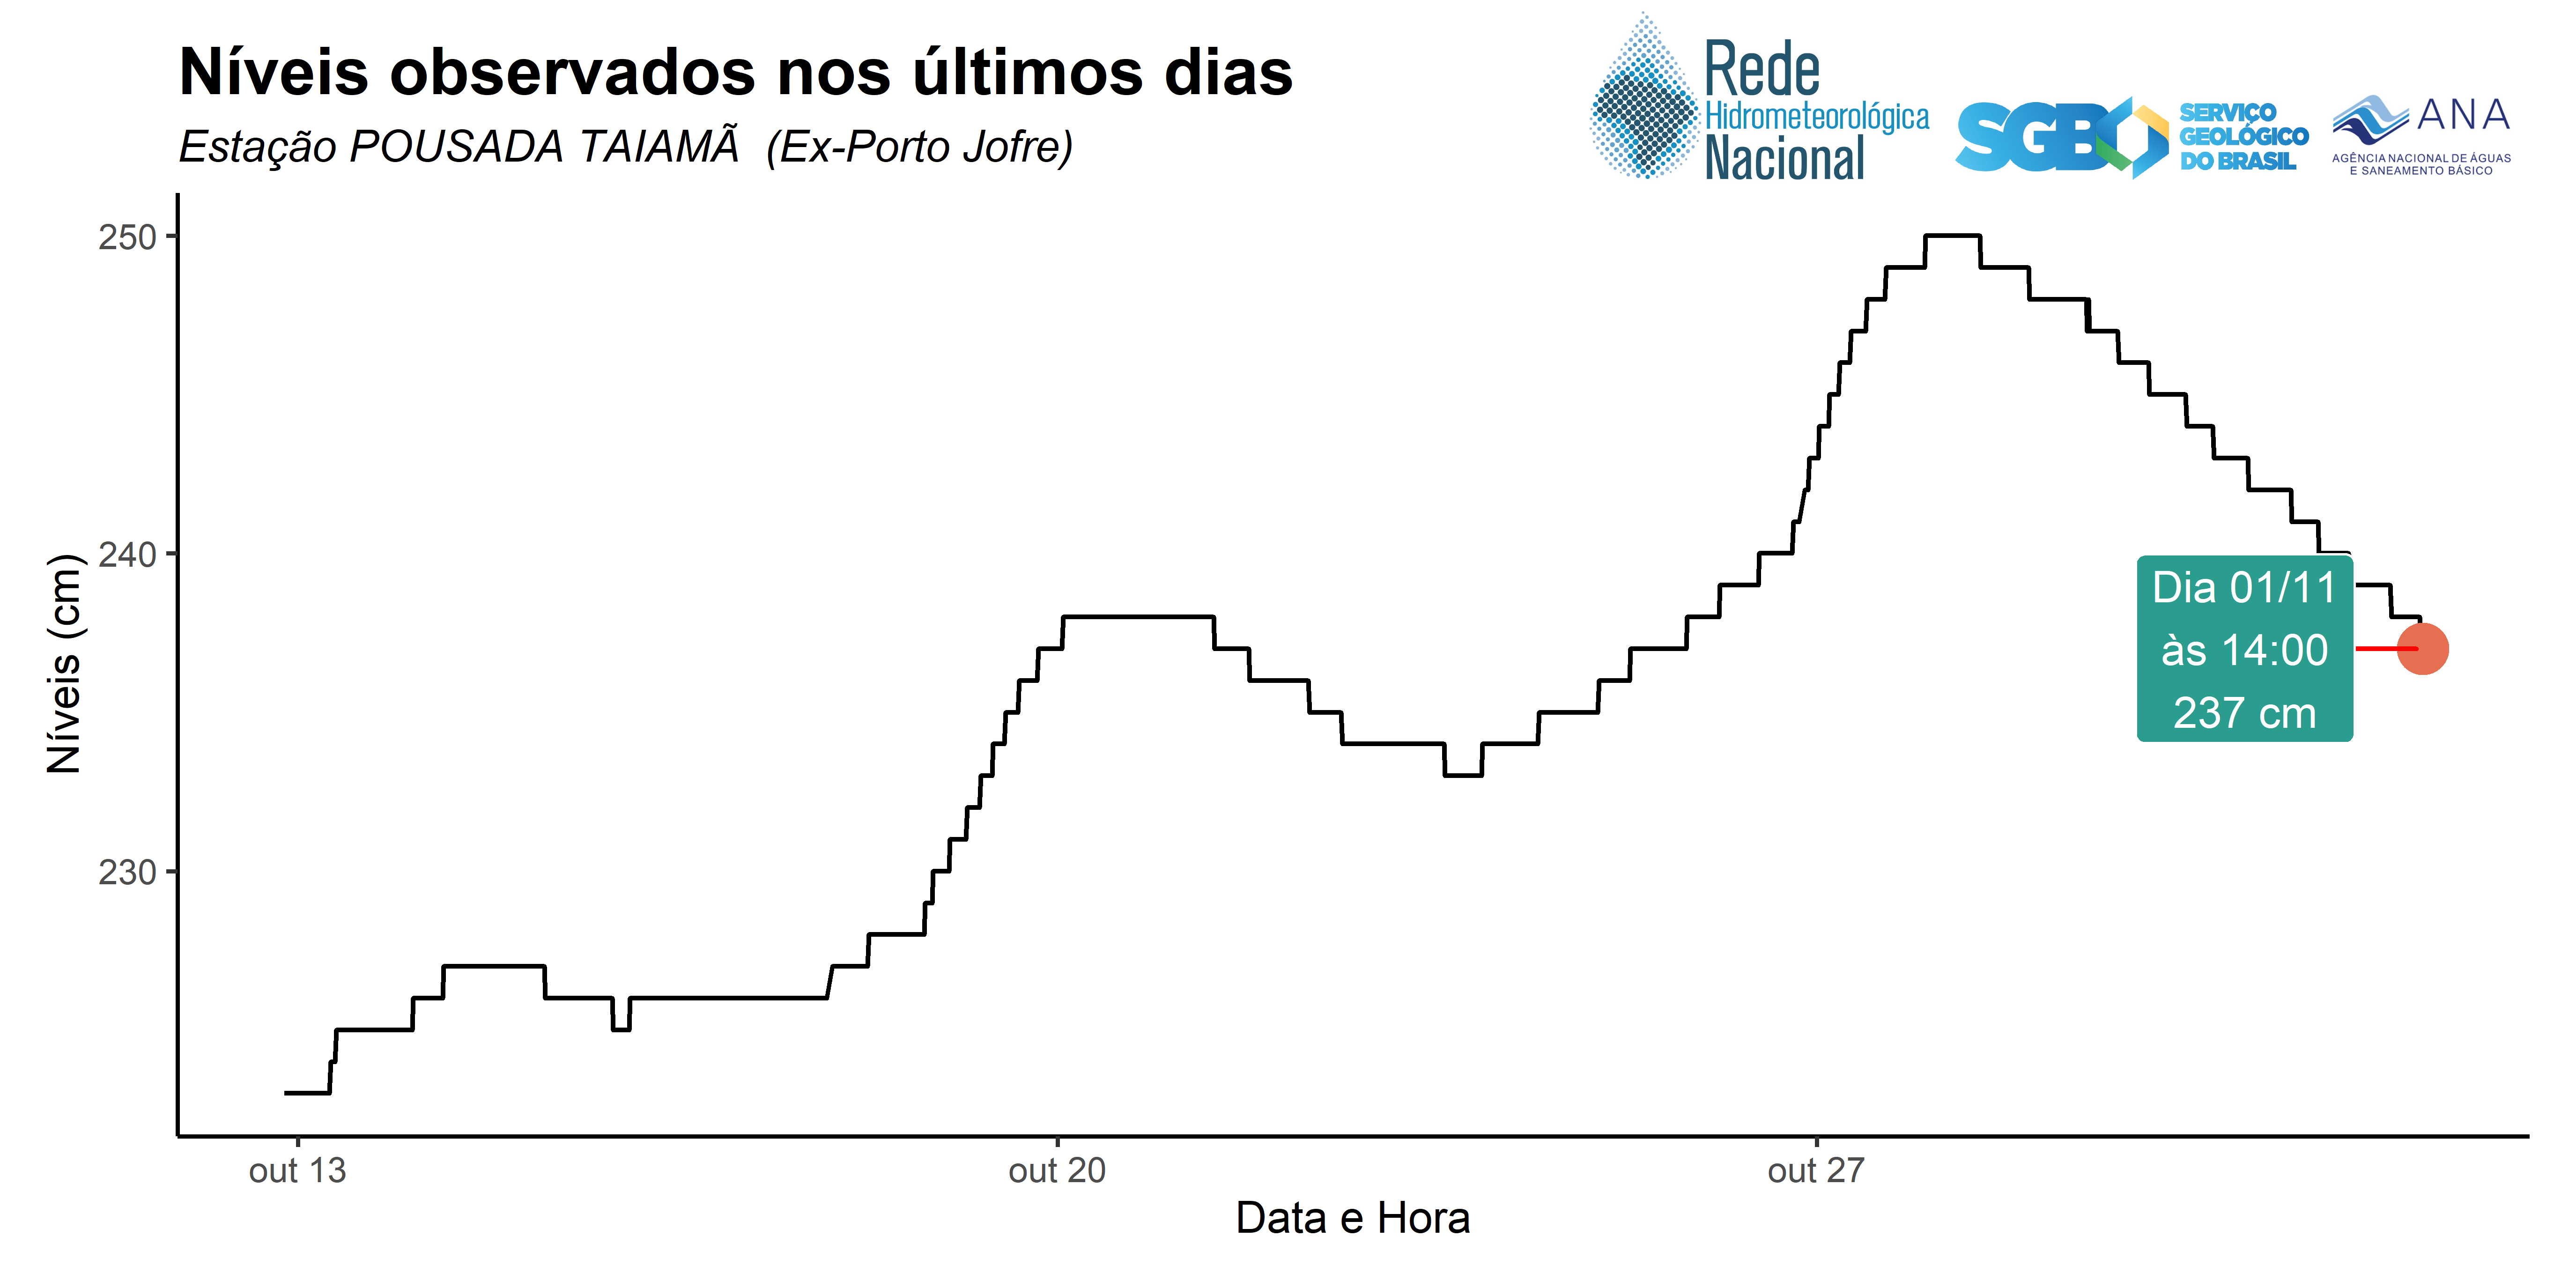 Níveis observados nos últimos dias
Estação POUSADA TAIAMÃ  (Ex-Porto Jofre)
Rede
Hidrometeorológica
Nacional
SGB
SERVIÇO
GEOLÓGICO
DO BRASIL
ANA
AGÊNCIA NACIONAL DE ÁGUAS
E SANEAMENTO BÁSICO
Níveis (cm)
250
240
230
Dia 01/11
às 14:00
237 cm
out 13
out 20
out 27
Data e Hora